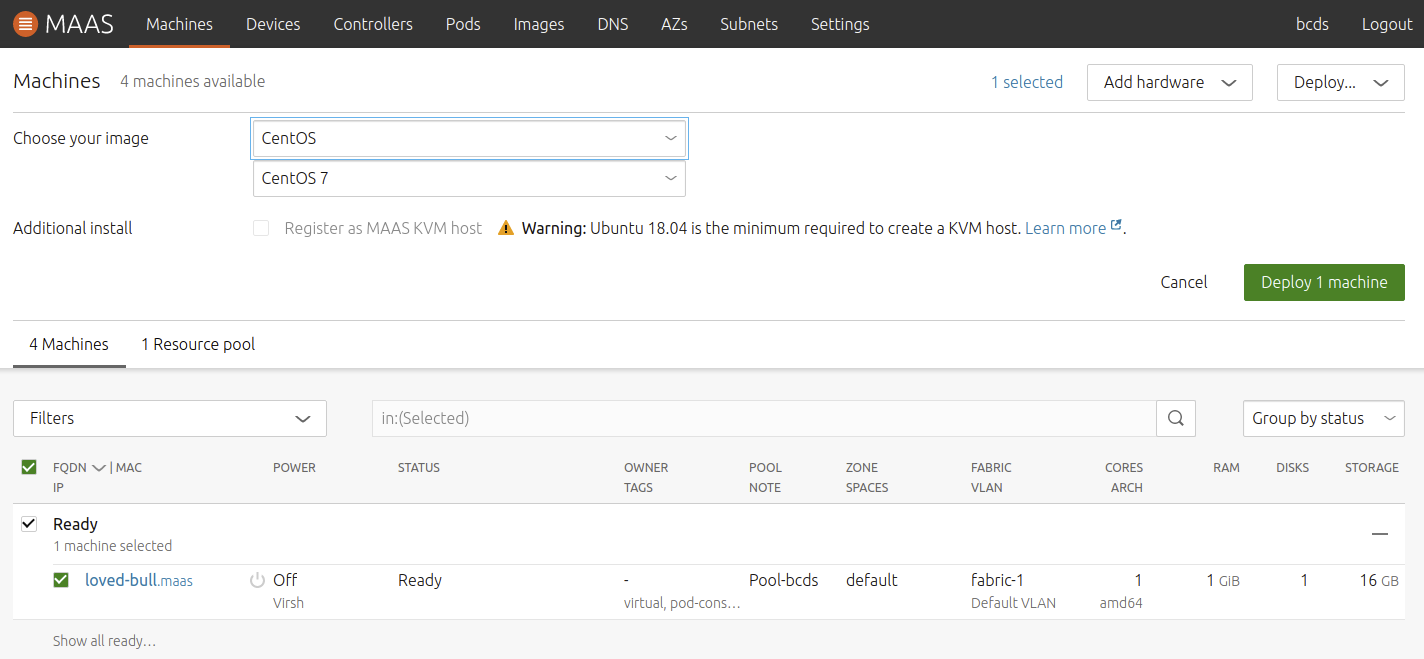 MAAS Machines Devices Controllers Pods Images DNS AZs Subnets Settings bcds Logout
Machines 4 machines available 1 selected Add hardware Deploy...
Choose your image CentOS
CentOS 7
Additional install Register as MAAS KVM host Warning: Ubuntu 18.04 is the minimum required to create a KVM host. Learn more.
Cancel Deploy 1 machine
4 Machines 1 Resource pool
Filters in:(Selected) Group by status
FQDN | MAC POWER STATUS OWNER POOL ZONE FABRIC CORES RAM DISKS STORAGE
IP TAGS NOTE SPACES VLAN ARCH
Ready
1 machine selected
loved-bull.maas Off Ready - Pool-bcds default fabric-1 1 1 GiB 1 16 GB
Virsh virtual, pod-cons… Default VLAN amd64
Show all ready…